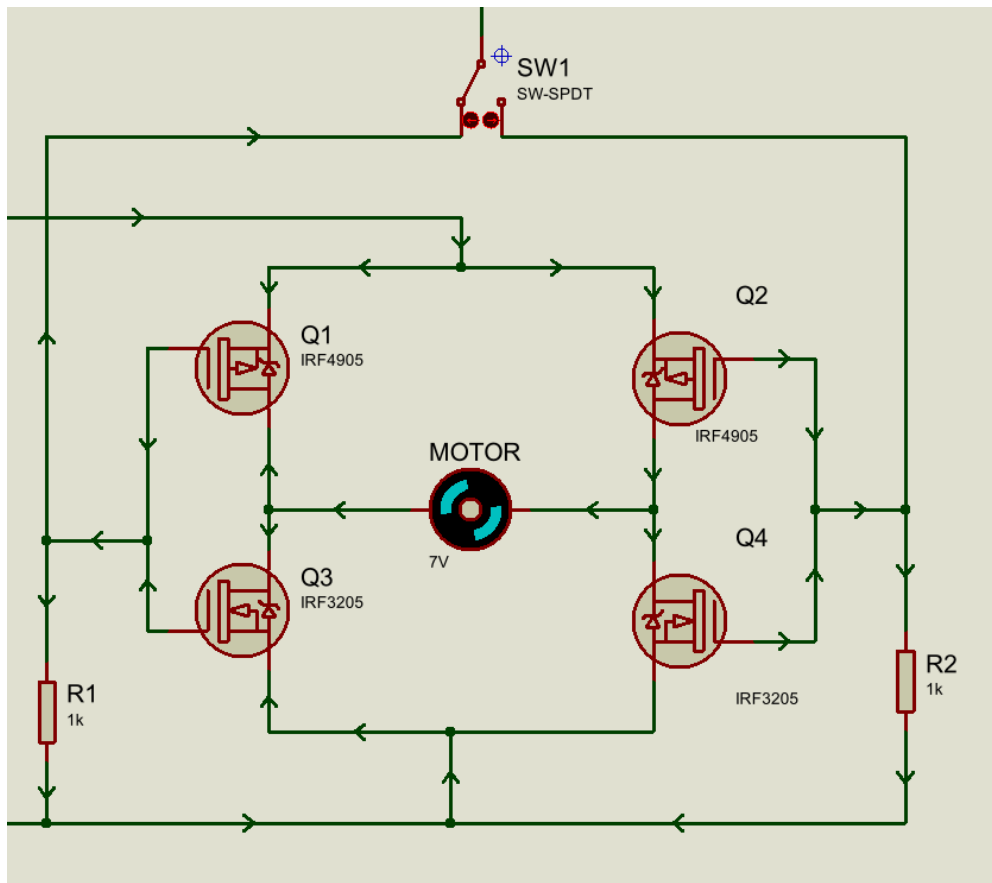 SW1
SW-SPDT
Q2
Q1
IRF4905
IRF4905
MOTOR
7V
Q4
Q3
IRF3205
R2
1k
R1
1k
IRF3205